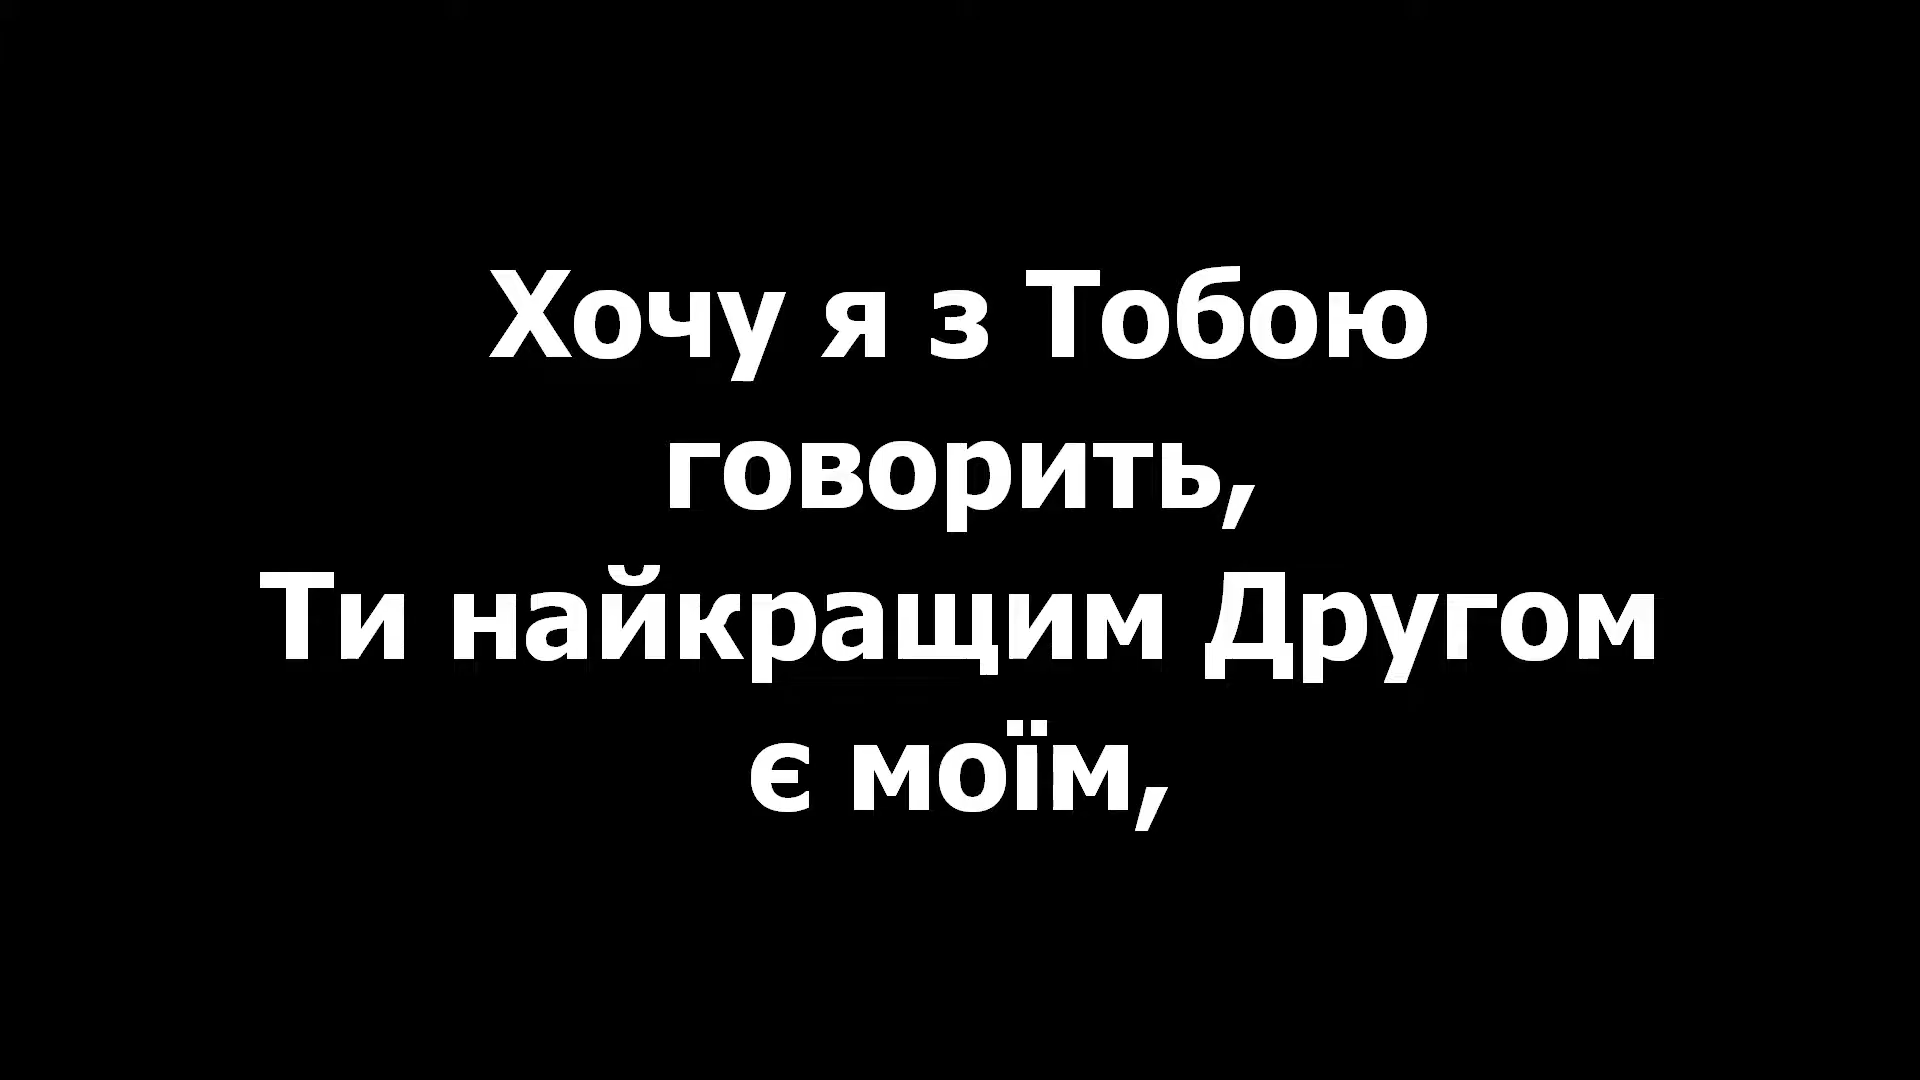 Хочу я з Тобою
говорить,
Ти найкращим Другом
є моїм,